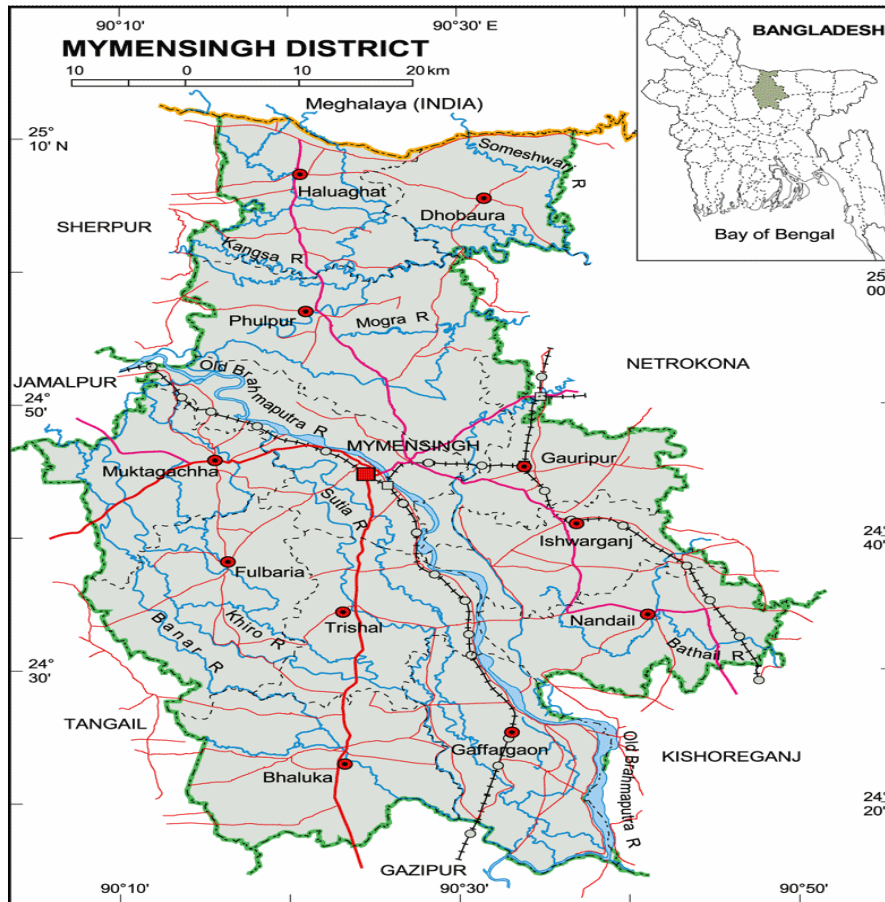 90°10'
90°30' E
MYMENSINGH DISTRICT
10 0 10 20 km
BANGLADESH
Bay of Bengal
Meghalaya (INDIA)
25°
10' N
Someshwari R
Haluaghat
Dhobaura
SHERPUR
Kangsa R
25°
00'
Phulpur
Mogra R
NETROKONA
JAMALPUR
Old Brahmaputra R
24°
50'
MYMENSINGH
Muktagachha
Gauripur
Sutia R
Ishwarganj
24°
40'
Fulbaria
Trishal
Nandail
Khiro R
Banar R
Bathail R
24°
30'
TANGAIL
Gaffargaon
Old Brahmaputra R
KISHOREGANJ
Bhaluka
24°
20'
GAZIPUR
90°10'
90°30'
90°50'